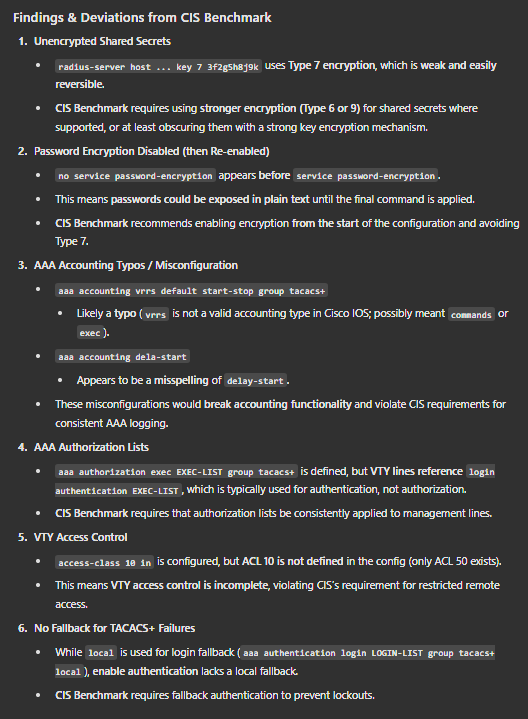 Findings & Deviations from CIS Benchmark
1. Unencrypted Shared Secrets
• radius-server host ... key 7 3f2g5h8j9k uses Type 7 encryption, which is weak and easily
reversible.
• CIS Benchmark requires using stronger encryption (Type 6 or 9) for shared secrets where
supported, or at least obscuring them with a strong key encryption mechanism.
2. Password Encryption Disabled (then Re-enabled)
• no service password-encryption appears before service password-encryption.
• This means passwords could be exposed in plain text until the final command is applied.
• CIS Benchmark recommends enabling encryption from the start of the configuration and avoiding
Type 7.
3. AAA Accounting Typos / Misconfiguration
• aaa accounting vrrs default start-stop group tacacs+
• Likely a typo (vrrs is not a valid accounting type in Cisco IOS; possibly meant commands or
exec).
• aaa accounting dela-start
• Appears to be a misspelling of delay-start.
• These misconfigurations would break accounting functionality and violate CIS requirements for
consistent AAA logging.
4. AAA Authorization Lists
• aaa authorization exec EXEC-LIST group tacacs+ is defined, but VTY lines reference login
authentication EXEC-LIST, which is typically used for authentication, not authorization.
• CIS Benchmark requires that authorization lists be consistently applied to management lines.
5. VTY Access Control
• access-class 10 in is configured, but ACL 10 is not defined in the config (only ACL 50 exists).
• This means VTY access control is incomplete, violating CIS's requirement for restricted remote
access.
6. No Fallback for TACACS+ Failures
• While local is used for login fallback (aaa authentication login LOGIN-LIST group tacacs+
local), enable authentication lacks a local fallback.
• CIS Benchmark requires fallback authentication to prevent lockouts.